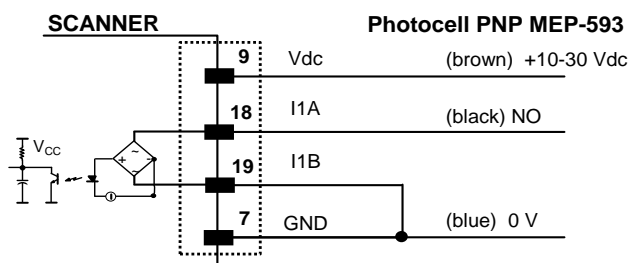 SCANNER Photocell PNP MEP-593
9 Vdc (brown) +10-30 Vdc
18 I1A (black) NO
19 I1B
V_CC
~
+ -
~
I
7 GND (blue) 0 V